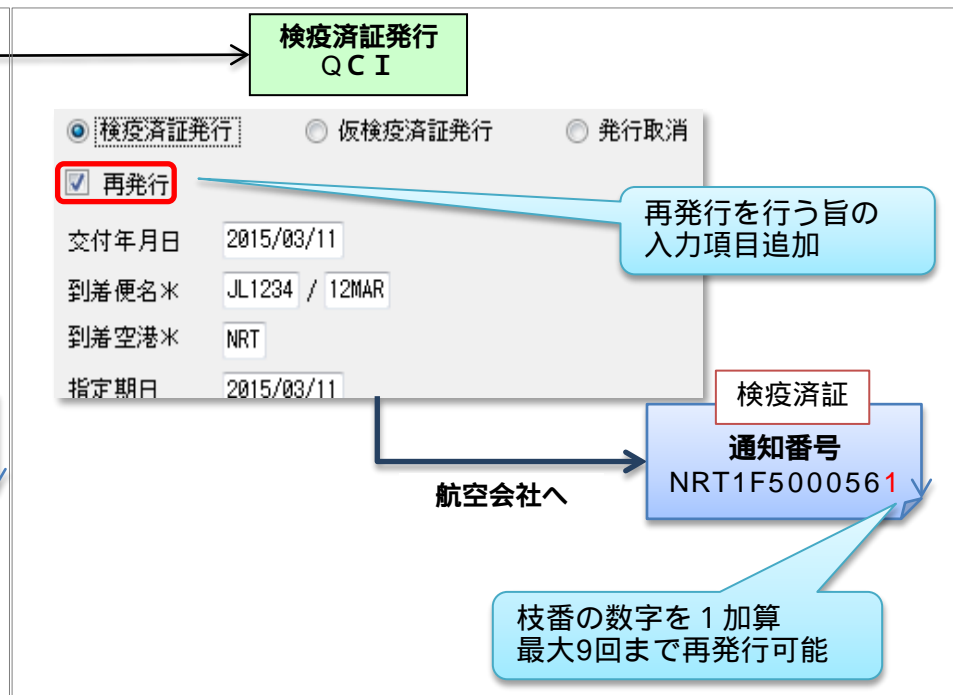 検疫済証発行
QCI
検疫済証発行 仮検疫済証発行 発行取消
再発行
再発行を行う旨の
入力項目追加
交付年月日 2015/03/11
到着便名* JL1234 / 12MAR
到着空港* NRT
指定期日 2015/03/11
検疫済証
通知番号
NRT1F5000561
航空会社へ
枝番の数字を1加算
最大9回まで再発行可能